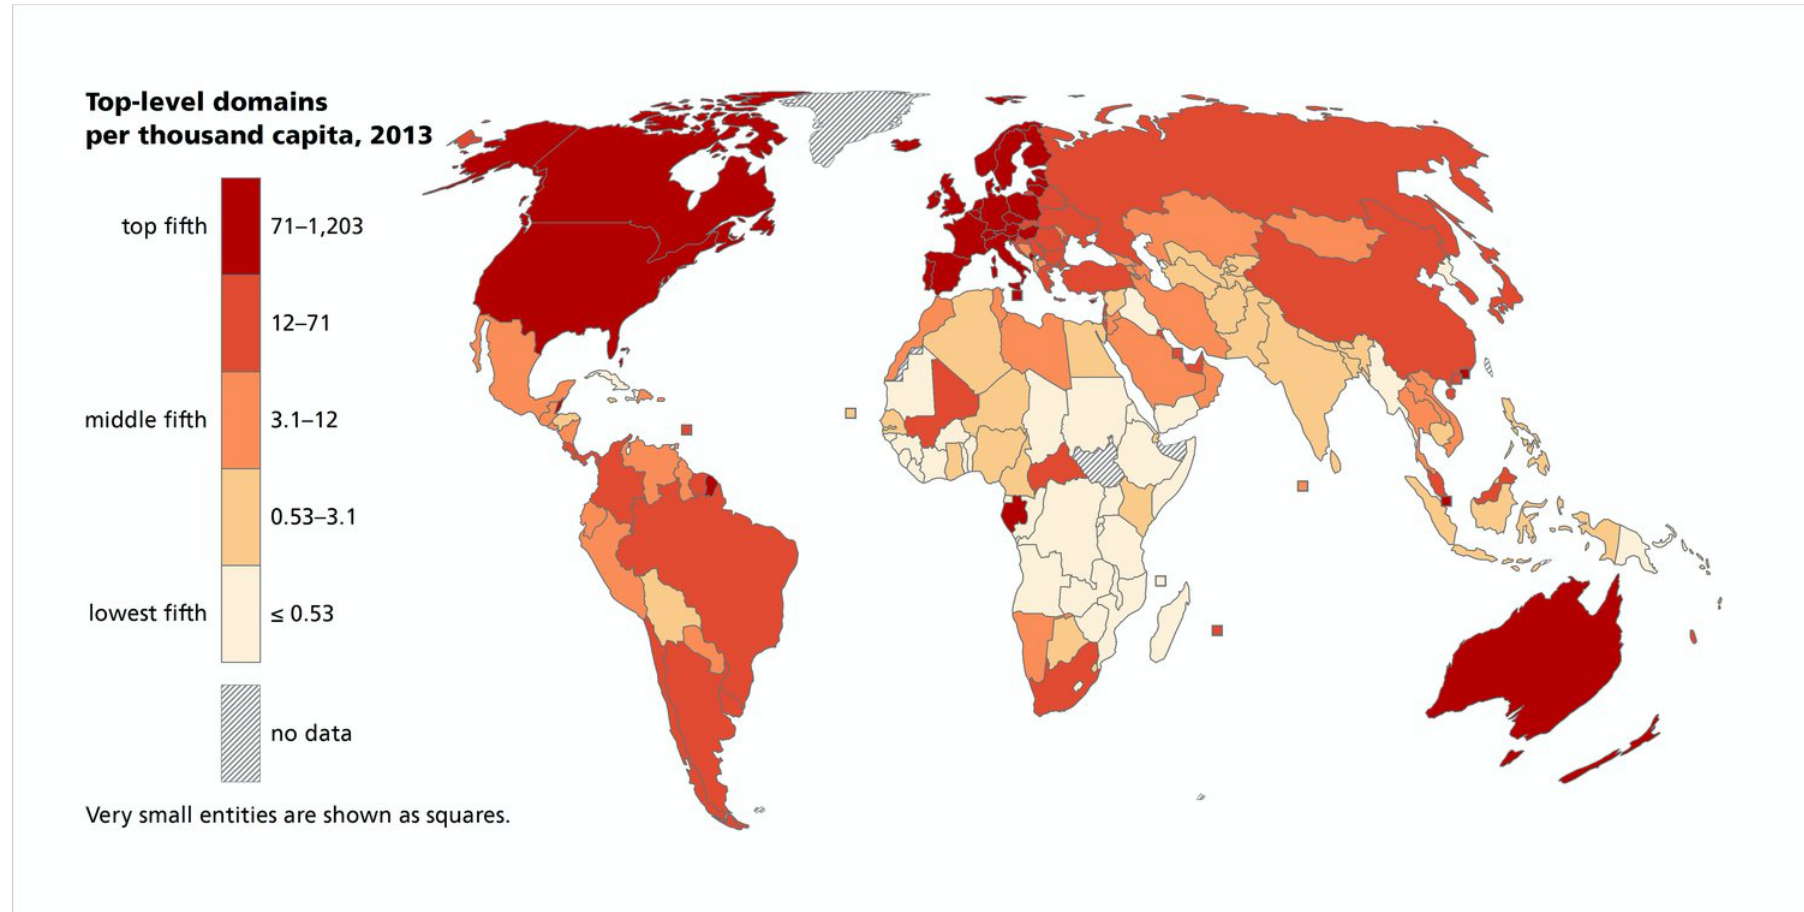 Top-level domains
per thousand capita, 2013
top fifth
71–1,203
12–71
middle fifth
3.1–12
0.53–3.1
lowest fifth
≤ 0.53
no data
Very small entities are shown as squares.